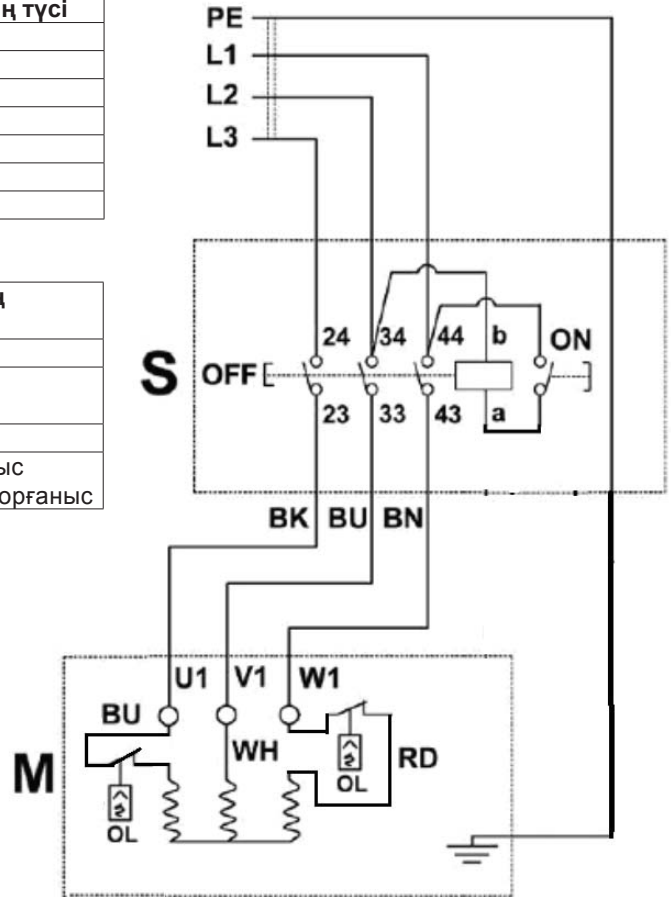 ң түсі
PE
L1
L2
L3
ң
ыс
орғаныс
24 34 44 b ON
S OFF
23 33 43 a
BK BU BN
U1 V1 W1
BU WH RD
M
OL OL